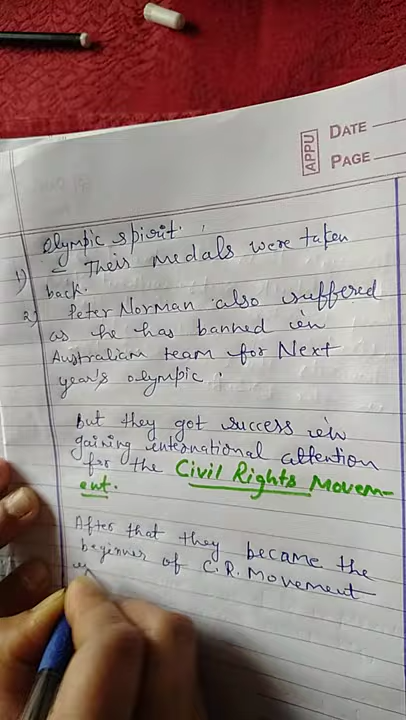 APPU
DATE
PAGE
olympic spirit.
1) = Their medals were taken
back.
2) Peter Norman also suffered
as he has banned in
Australian team for Next
year's olympic.
But they got success in
gaining international attention
for the Civil Rights Movem-
ent.
After that they became the
beginner of C.R. Movement